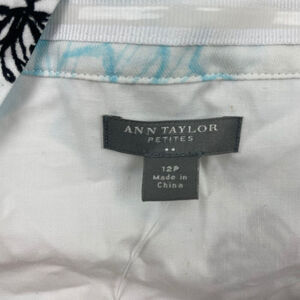 ANN TAYLOR
PETITES
12P
Made in
China